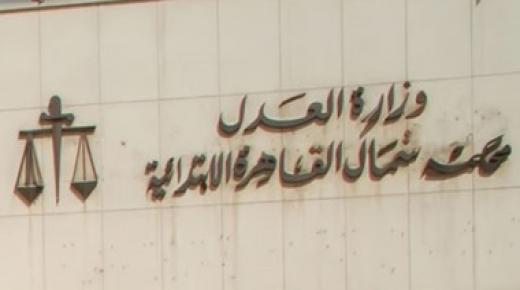 وزارة العدل
محكمة شمال القاهرة الابتدائية